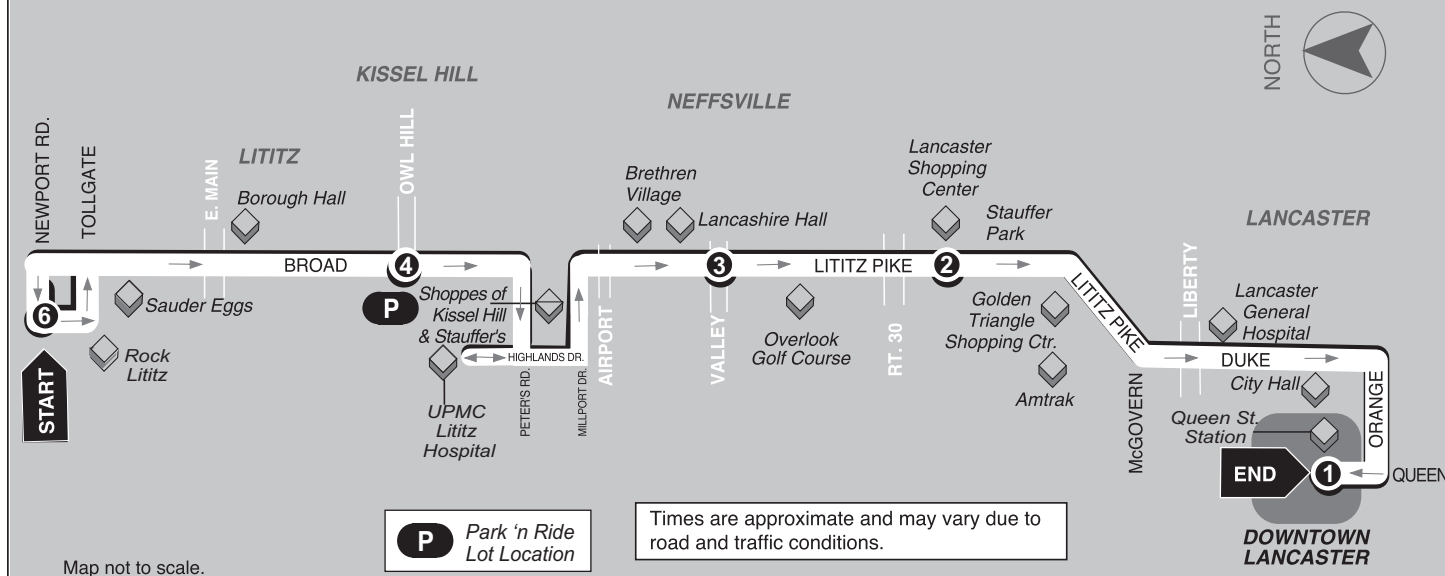 NORTH
KISSEL HILL
NEFFSVILLE
NEWPORT RD.
TOLLGATE
E. MAIN
LITITZ
Borough Hall
OWL HILL
Brethren
Village
Lancashire Hall
Lancaster
Shopping
Center
Stauffer
Park
LANCASTER
BROAD
4
3
LITITZ PIKE
2
6
Sauder Eggs
Rock
Lititz
START
P
Shoppes of
Kissel Hill
& Stauffer's
HIGHLANDS DR.
UPMC
Lititz
Hospital
PETER'S RD.
MILLPORT DR.
AIRPORT
VALLEY
Overlook
Golf Course
RT. 30
Golden
Triangle
Shopping Ctr.
Amtrak
LITITZ PIKE
McGOVERN
LIBERTY
Lancaster
General
Hospital
DUKE
City Hall
Queen St.
Station
ORANGE
END
1
QUEEN
DOWNTOWN
LANCASTER
P
Park 'n Ride
Lot Location
Times are approximate and may vary due to
road and traffic conditions.
Map not to scale.